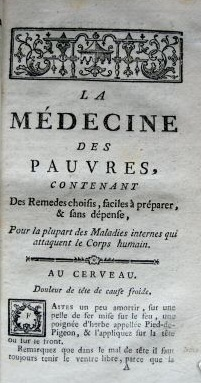 LA
MÉDECINE
DES
PAUVRES,
CONTENANT
Des Remedes choisis, faciles à préparer,
& sans dépense,
Pour la plupart des Maladies internes qui
attaquent le Corps humain.
AU CERVEAU.
Douleur de tête de cause froide.
FAITES un peu amortir, sur une
pelle de fer mise sur le feu, une
poignée d'herbe appellée Pied-de-
Pigeon, & l'appliquez sur la tête
ou sur le front.
Remarquez que dans le mal de tête il faut
toujours tenir le ventre libre, parce que la
A